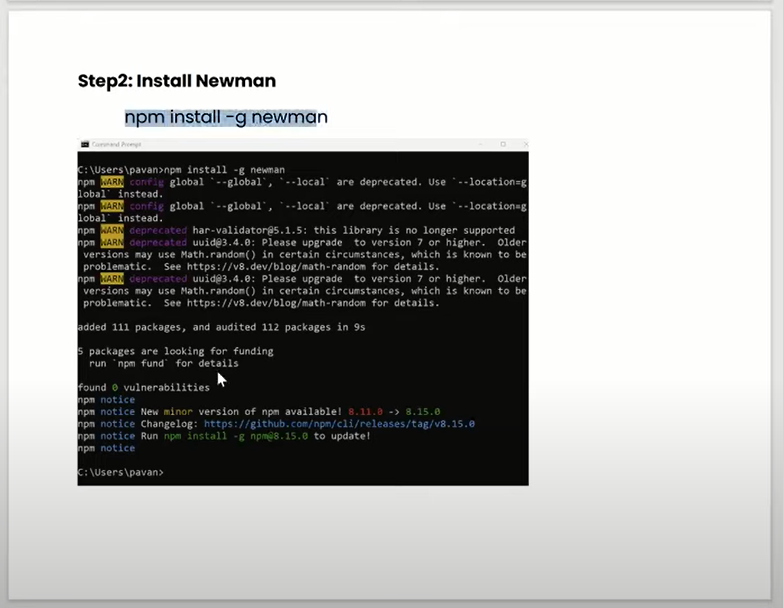 Step2: Install Newman
npm install -g newman
Command Prompt
C:\Users\pavan>npm install -g newman
npm WARN config global `--global`, `--local` are deprecated. Use `--location=g
lobal` instead.
npm WARN config global `--global`, `--local` are deprecated. Use `--location=g
lobal` instead.
npm WARN deprecated har-validator@5.1.5: this library is no longer supported
npm WARN deprecated uuid@3.4.0: Please upgrade  to version 7 or higher.  Older
 versions may use Math.random() in certain circumstances, which is known to be
 problematic.  See https://v8.dev/blog/math-random for details.
npm WARN deprecated uuid@3.4.0: Please upgrade  to version 7 or higher.  Older
 versions may use Math.random() in certain circumstances, which is known to be
 problematic.  See https://v8.dev/blog/math-random for details.
added 111 packages, and audited 112 packages in 9s
5 packages are looking for funding
  run `npm fund` for details
found 0 vulnerabilities
npm notice
npm notice New minor version of npm available! 8.11.0 -> 8.15.0
npm notice Changelog: https://github.com/npm/cli/releases/tag/v8.15.0
npm notice Run npm install -g npm@8.15.0 to update!
npm notice
C:\Users\pavan>